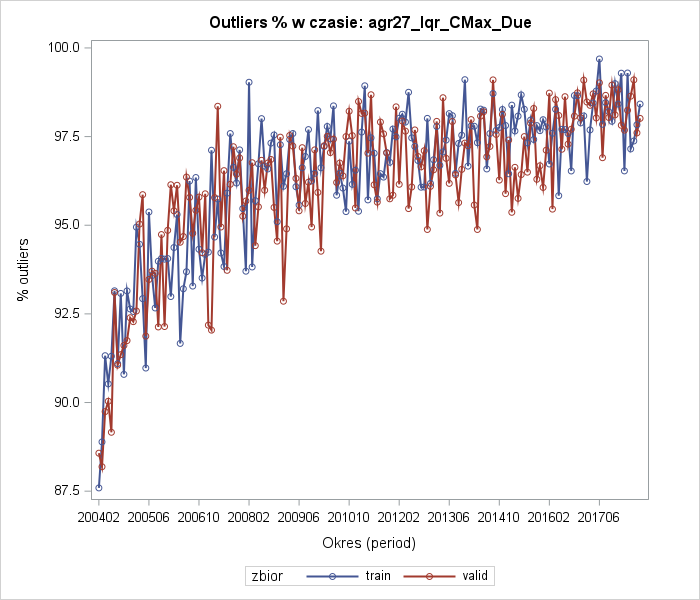 Outliers % w czasie: agr27_Iqr_CMax_Due
100.0
97.5
95.0
92.5
90.0
87.5
% outliers
200402 200506 200610 200802 200906 201010 201202 201306 201410 201602 201706
Okres (period)
zbior train valid